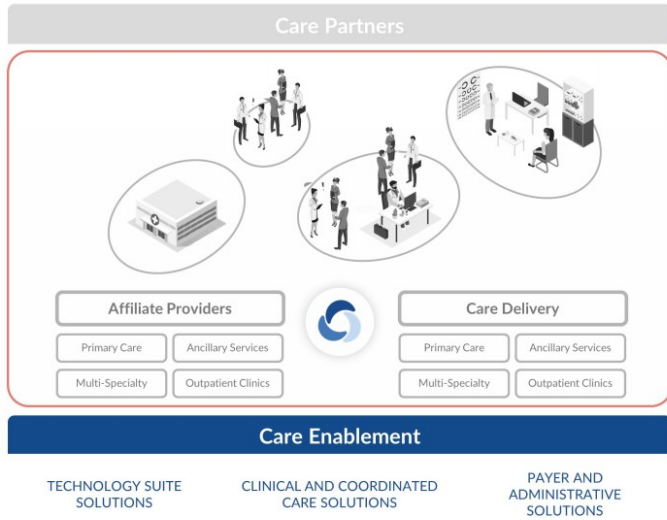 Care Partners
Affiliate Providers
Primary Care
Ancillary Services
Multi-Specialty
Outpatient Clinics
Care Delivery
Primary Care
Ancillary Services
Multi-Specialty
Outpatient Clinics
Care Enablement
TECHNOLOGY SUITE
SOLUTIONS
CLINICAL AND COORDINATED
CARE SOLUTIONS
PAYER AND
ADMINISTRATIVE
SOLUTIONS